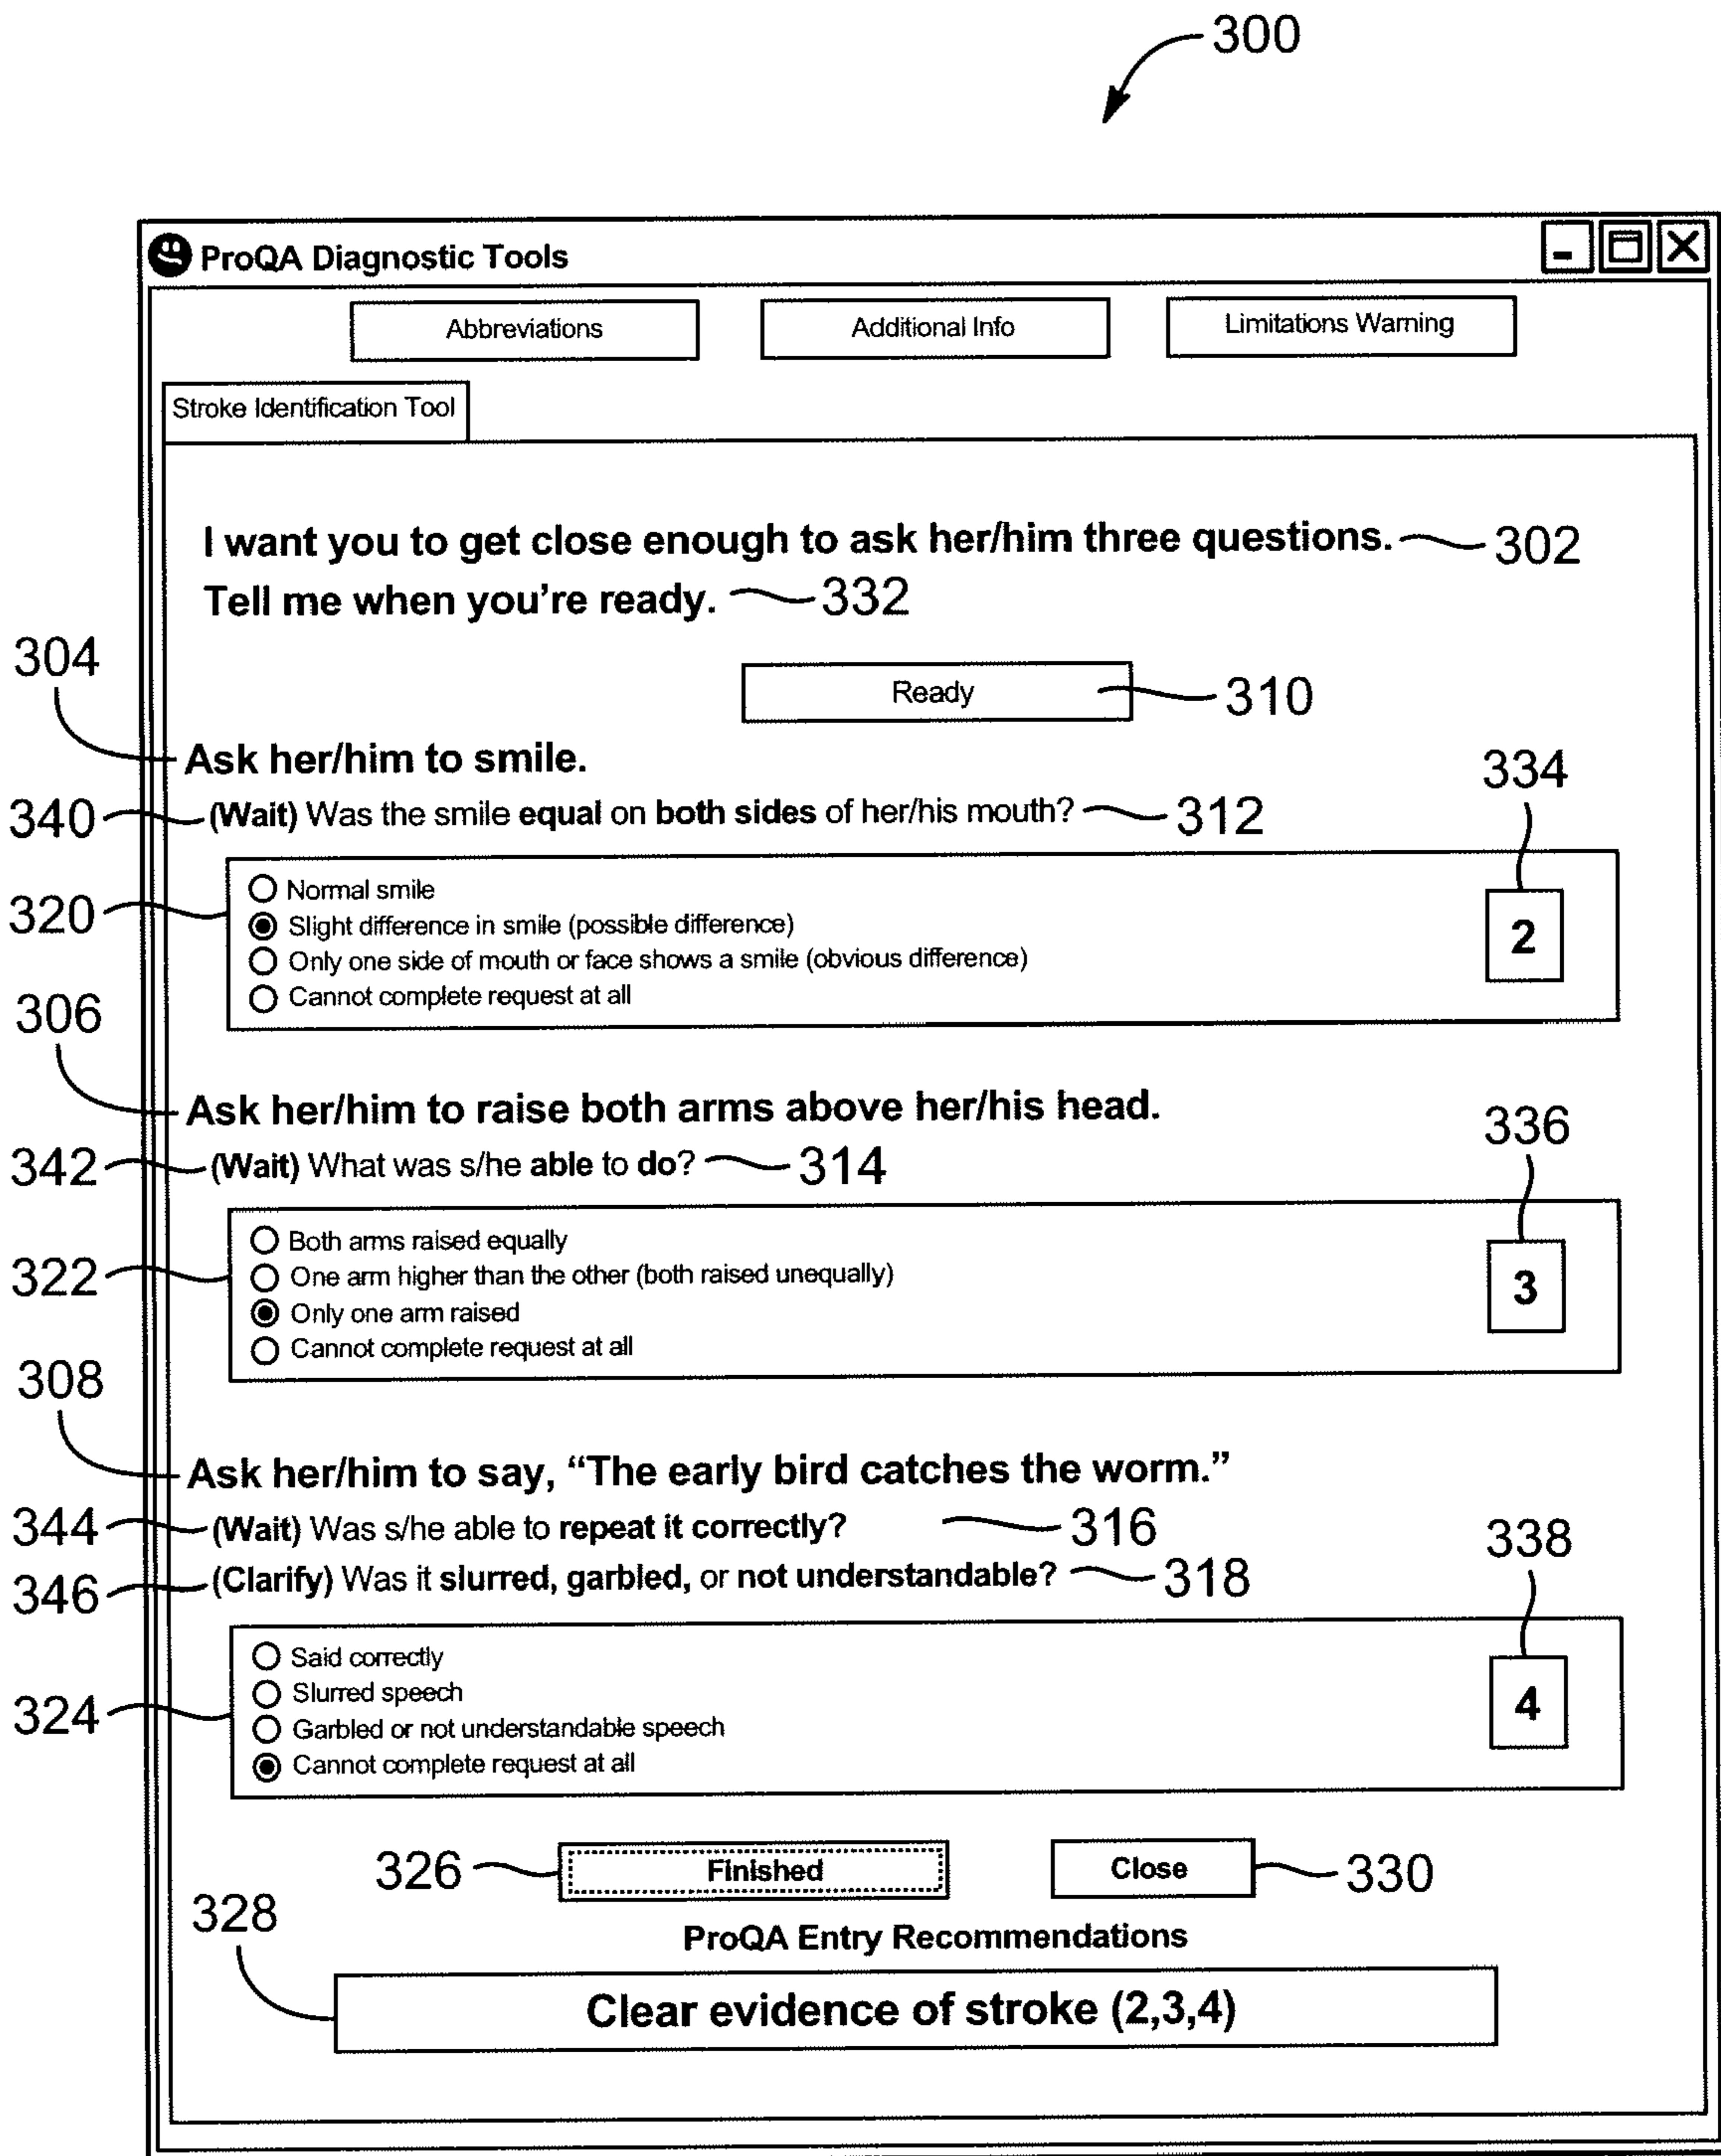 300
ProQA Diagnostic Tools
Abbreviations Additional Info Limitations Warning
Stroke Identification Tool
I want you to get close enough to ask her/him three questions. 302
Tell me when you're ready. 332
304
Ready 310
Ask her/him to smile.
334
340 (Wait) Was the smile equal on both sides of her/his mouth? 312
320
Normal smile
Slight difference in smile (possible difference)
Only one side of mouth or face shows a smile (obvious difference)
Cannot complete request at all
2
306
Ask her/him to raise both arms above her/his head.
336
342 (Wait) What was s/he able to do? 314
322
Both arms raised equally
One arm higher than the other (both raised unequally)
Only one arm raised
Cannot complete request at all
3
308
Ask her/him to say, “The early bird catches the worm.”
344 (Wait) Was s/he able to repeat it correctly? 316
338
346 (Clarify) Was it slurred, garbled, or not understandable? 318
324
Said correctly
Slurred speech
Garbled or not understandable speech
Cannot complete request at all
4
326 Finished Close 330
328
ProQA Entry Recommendations
Clear evidence of stroke (2,3,4)